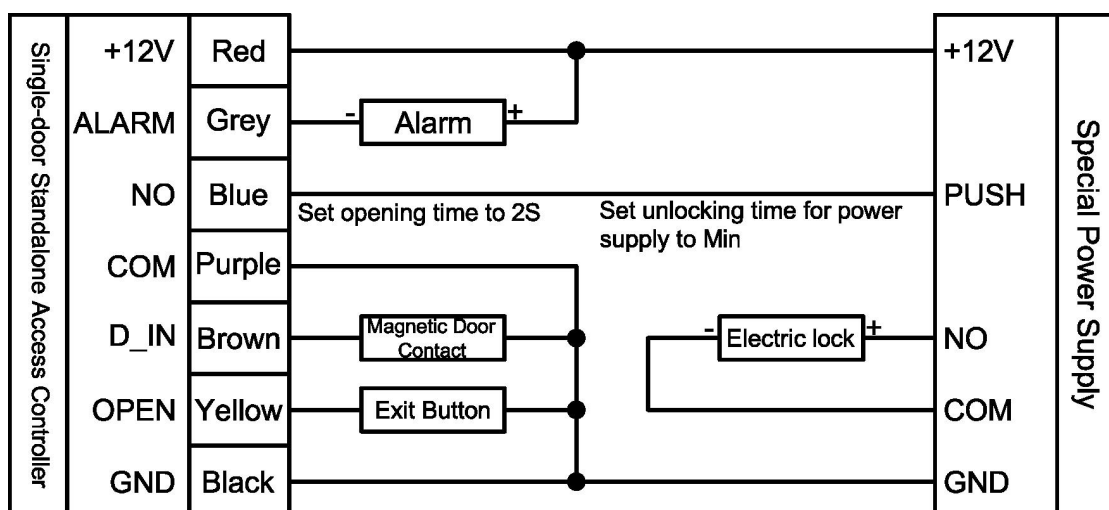 Single-door Standalone Access Controller
+12V Red +12V
ALARM Grey - Alarm +
NO Blue PUSH
Set opening time to 2S
Set unlocking time for power
supply to Min
COM Purple
D_IN Brown
Magnetic Door
Contact
- Electric lock + NO
OPEN Yellow Exit Button COM
GND Black GND
Special Power Supply